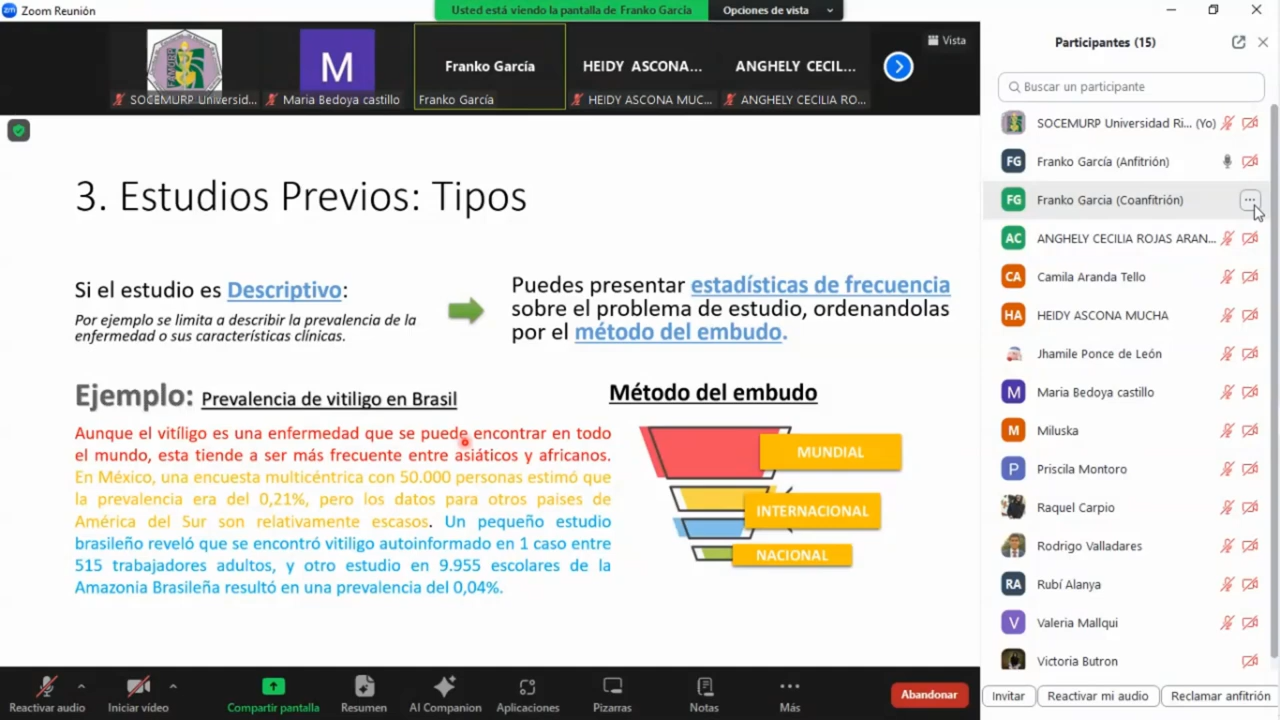 zm Zoom Reunión
Usted está viendo la pantalla de Franko Garcia
Opciones de vista
SOCEMURP Universid...
M
Maria Bedoya castillo
Franko García
Franko García
HEIDY ASCONA...
HEIDY ASCONA MUC...
ANGHELY CECIL...
ANGHELY CECILIA RO...
Vista
3. Estudios Previos: Tipos
Si el estudio es Descriptivo:
Por ejemplo se limita a describir la prevalencia de la
enfermedad o sus características clínicas.
Puedes presentar estadísticas de frecuencia
sobre el problema de estudio, ordenandolas
por el método del embudo.
Ejemplo: Prevalencia de vitiligo en Brasil
Aunque el vitíligo es una enfermedad que se puede encontrar en todo
el mundo, esta tiende a ser más frecuente entre asiáticos y africanos.
En México, una encuesta multicéntrica con 50.000 personas estimó que
la prevalencia era del 0,21%, pero los datos para otros paises de
América del Sur son relativamente escasos. Un pequeño estudio
brasileño reveló que se encontró vitiligo autoinformado en 1 caso entre
515 trabajadores adultos, y otro estudio en 9.955 escolares de la
Amazonia Brasileña resultó en una prevalencia del 0,04%.
Método del embudo
MUNDIAL
INTERNACIONAL
NACIONAL
Participantes (15)
Buscar un participante
SOCEMURP Universidad Ri... (Yo)
FG Franko García (Anfitrión)
FG Franko Garcia (Coanfitrión)
AC ANGHELY CECILIA ROJAS ARAN...
CA Camila Aranda Tello
HA HEIDY ASCONA MUCHA
Jhamile Ponce de León
M Maria Bedoya castillo
M Miluska
P Priscila Montoro
Raquel Carpio
Rodrigo Valladares
RA Rubí Alanya
V Valeria Mallqui
Victoria Butron
Invitar
Reactivar mi audio
Reclamar anfitrión
Reactivar audio
Iniciar vídeo
Compartir pantalla
Resumen
AI Companion
Aplicaciones
Pizarras
Notas
Más
Abandonar